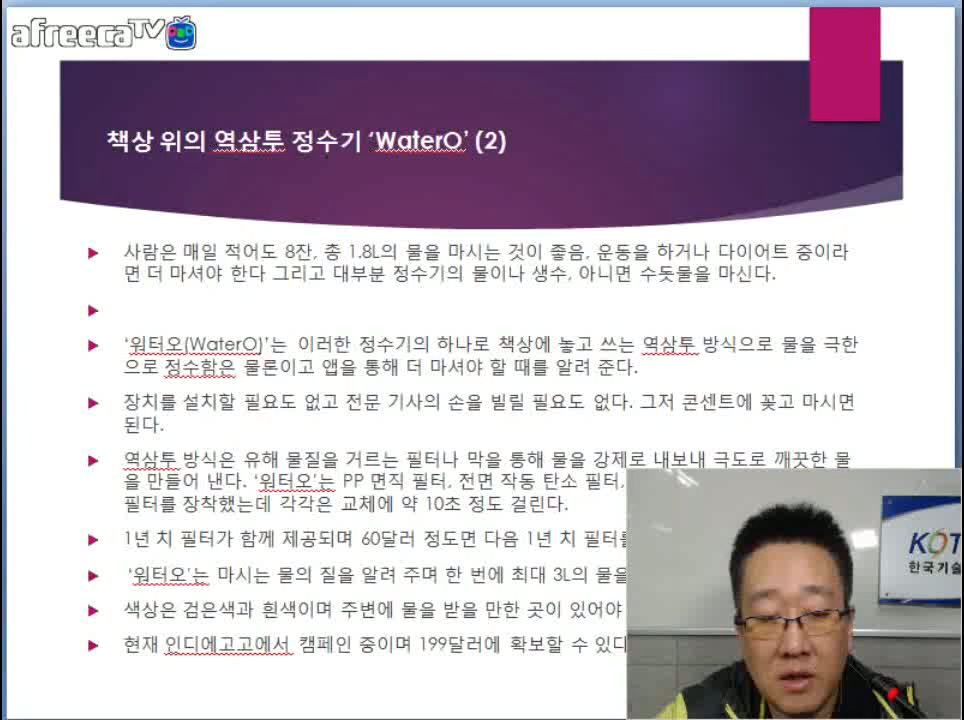 afreecaTV
책상 위의 역삼투 정수기 ‘WaterO’ (2)
사람은 매일 적어도 8잔, 총 1.8L의 물을 마시는 것이 좋음, 운동을 하거나 다이어트 중이라
면 더 마셔야 한다 그리고 대부분 정수기의 물이나 생수, 아니면 수돗물을 마신다.
‘워터오(WaterO)’는 이러한 정수기의 하나로 책상에 놓고 쓰는 역삼투 방식으로 물을 극한
으로 정수함은 물론이고 앱을 통해 더 마셔야 할 때를 알려 준다.
장치를 설치할 필요도 없고 전문 기사의 손을 빌릴 필요도 없다. 그저 콘센트에 꽂고 마시면
된다.
역삼투 방식은 유해 물질을 거르는 필터나 막을 통해 물을 강제로 내보내 극도로 깨끗한 물
을 만들어 낸다. ‘워터오’는 PP 면직 필터, 전면 작동 탄소 필터,
필터를 장착했는데 각각은 교체에 약 10초 정도 걸린다.
1년 치 필터가 함께 제공되며 60달러 정도면 다음 1년 치 필터를
‘워터오’는 마시는 물의 질을 알려 주며 한 번에 최대 3L의 물을
색상은 검은색과 흰색이며 주변에 물을 받을 만한 곳이 있어야
현재 인디에고고에서 캠페인 중이며 199달러에 확보할 수 있다
KOT
한국기술